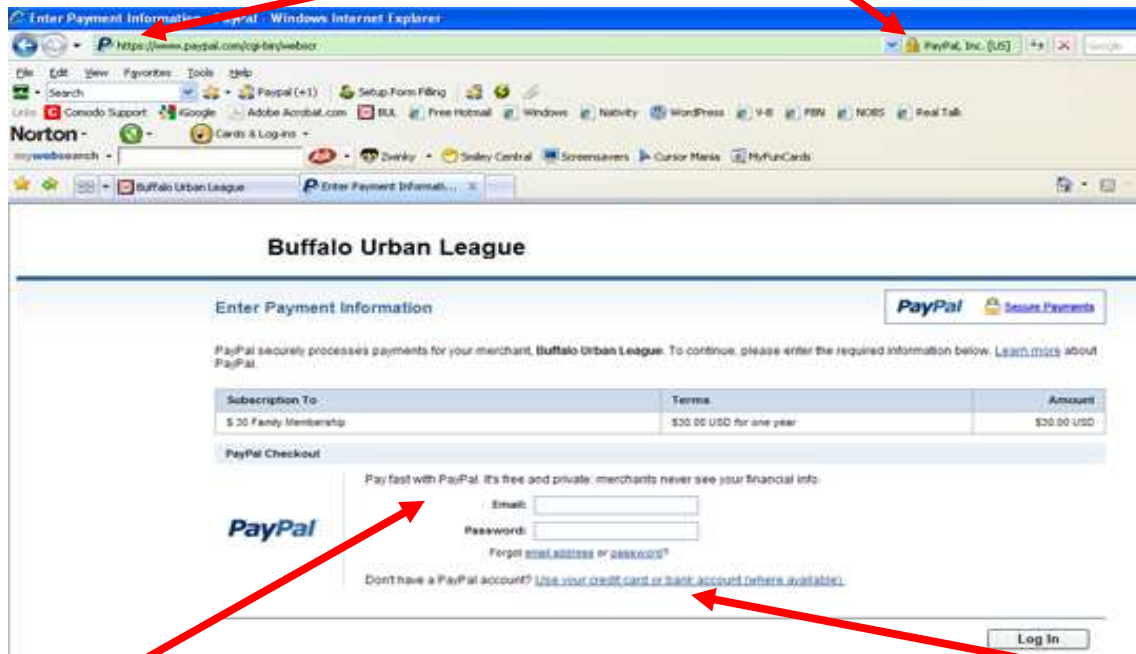 Enter Payment Information - PayPal - Windows Internet Explorer
https://www.paypal.com/cgi-bin/webscr PayPal, Inc. [US]
File Edit View Favorites Tools Help
Search Paypal (+1) Setup Form Filling
Links Comodo Support Google Adobe Acrobat.com BUL Free Hotmail Windows Nativity WordPress V-8 PBN NOBS Real Talk
Norton - Cards & Log-ins
mywebsearch Zwinky Smiley Central Screensavers Cursor Mania MyFunCards
Buffalo Urban League Enter Payment Informati...
Buffalo Urban League
Enter Payment Information PayPal Secure Payments
PayPal securely processes payments for your merchant, Buffalo Urban League. To continue, please enter the required information below. Learn more about
PayPal.
Subscription To Terms Amount
$ 30 Family Membership $30.00 USD for one year $30.00 USD
PayPal Checkout
Pay fast with PayPal. It's free and private: merchants never see your financial info.
Email:
PayPal Password:
Forgot email address or password?
Don't have a PayPal account? Use your credit card or bank account (where available).
Log In